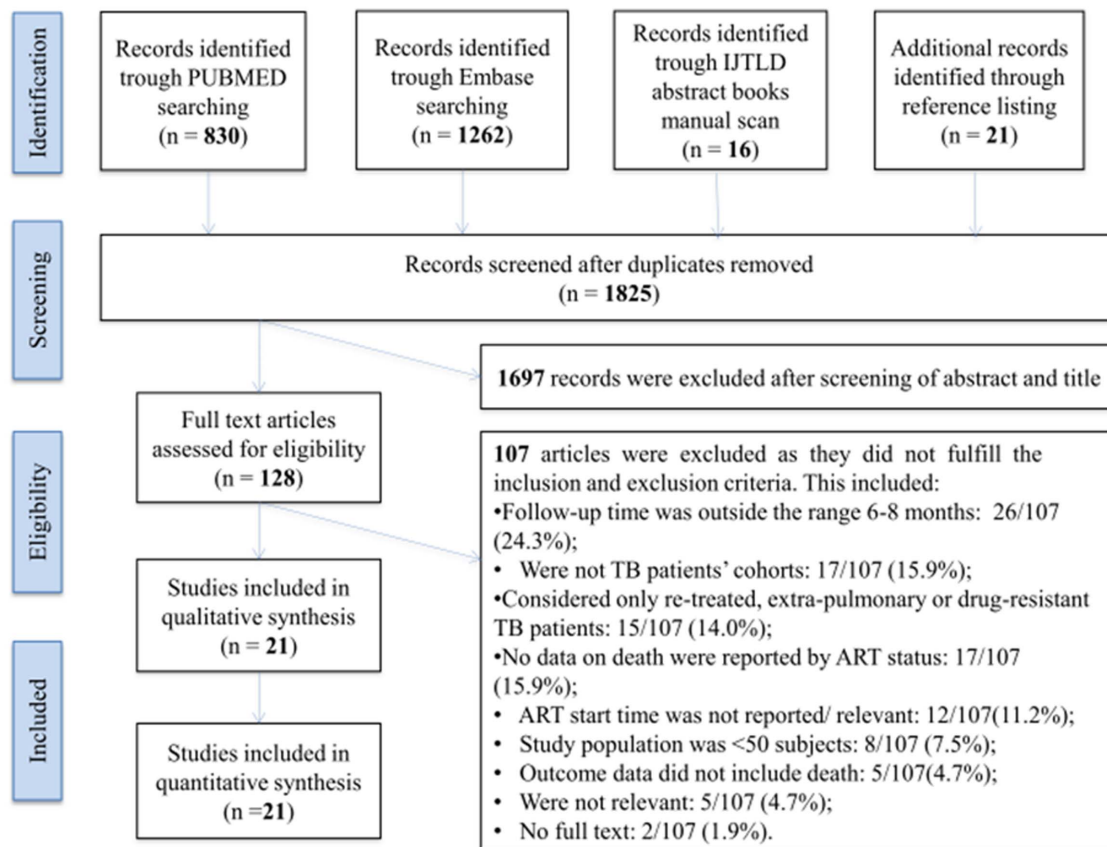 Identification
Records identified
trough PUBMED
searching
(n = 830)
Records identified
trough Embase
searching
(n = 1262)
Records identified
trough IJTLD
abstract books
manual scan
(n = 16)
Additional records
identified through
reference listing
(n = 21)
Screening
Records screened after duplicates removed
(n = 1825)
1697 records were excluded after screening of abstract and title
Eligibility
Full text articles
assessed for eligibility
(n = 128)
107 articles were excluded as they did not fulfill the
inclusion and exclusion criteria. This included:
•Follow-up time was outside the range 6-8 months: 26/107
(24.3%);
• Were not TB patients’ cohorts: 17/107 (15.9%);
•Considered only re-treated, extra-pulmonary or drug-resistant
TB patients: 15/107 (14.0%);
•No data on death were reported by ART status: 17/107
(15.9%);
• ART start time was not reported/ relevant: 12/107(11.2%);
• Study population was <50 subjects: 8/107 (7.5%);
• Outcome data did not include death: 5/107(4.7%);
• Were not relevant: 5/107 (4.7%);
• No full text: 2/107 (1.9%).
Studies included in
qualitative synthesis
(n = 21)
Included
Studies included in
quantitative synthesis
(n =21)